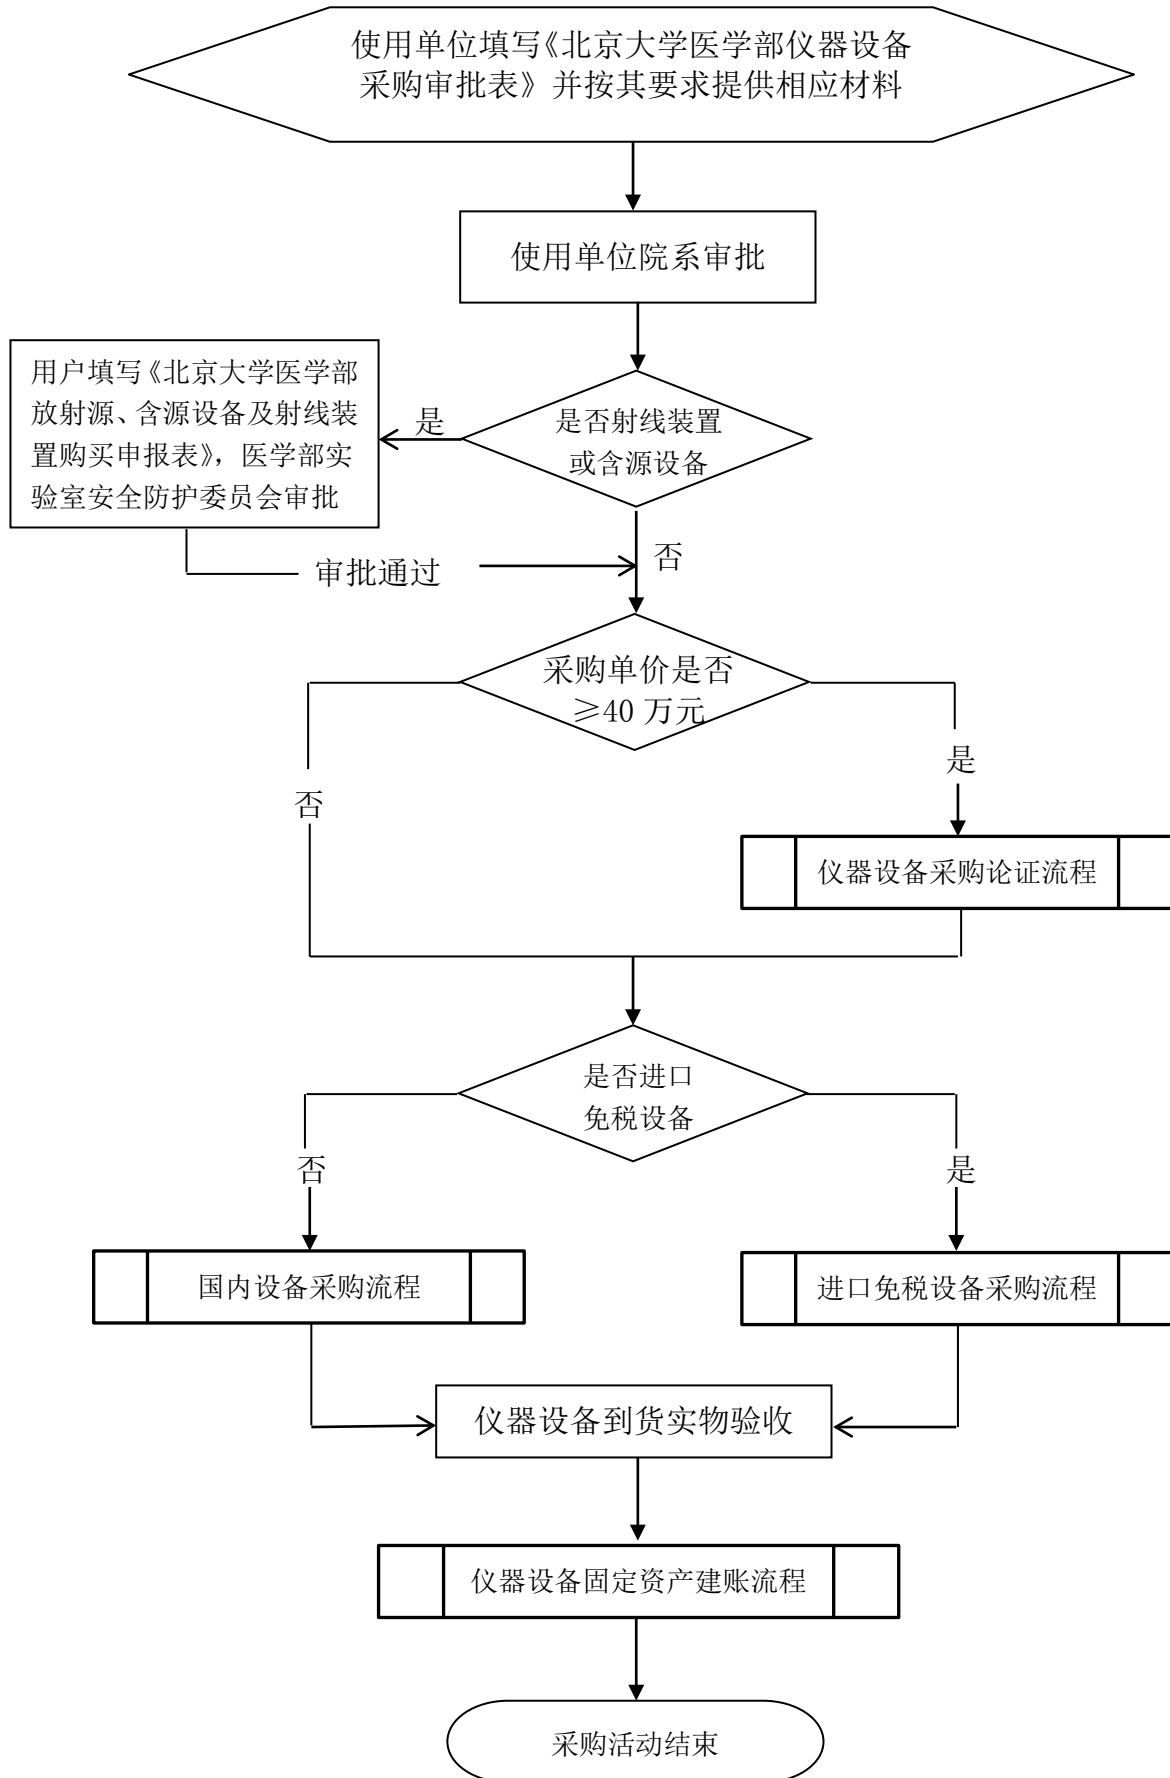 使用单位填写《北京大学医学部仪器设备
采购审批表》并按其要求提供相应材料
使用单位院系审批
用户填写《北京大学医学部
放射源、含源设备及射线装
置购买申报表》，医学部实
验室安全防护委员会审批
是
是否射线装置
或含源设备
审批通过
否
采购单价是否
≥40 万元
否
是
仪器设备采购论证流程
是否进口
免税设备
否
是
国内设备采购流程
进口免税设备采购流程
仪器设备到货实物验收
仪器设备固定资产建账流程
采购活动结束